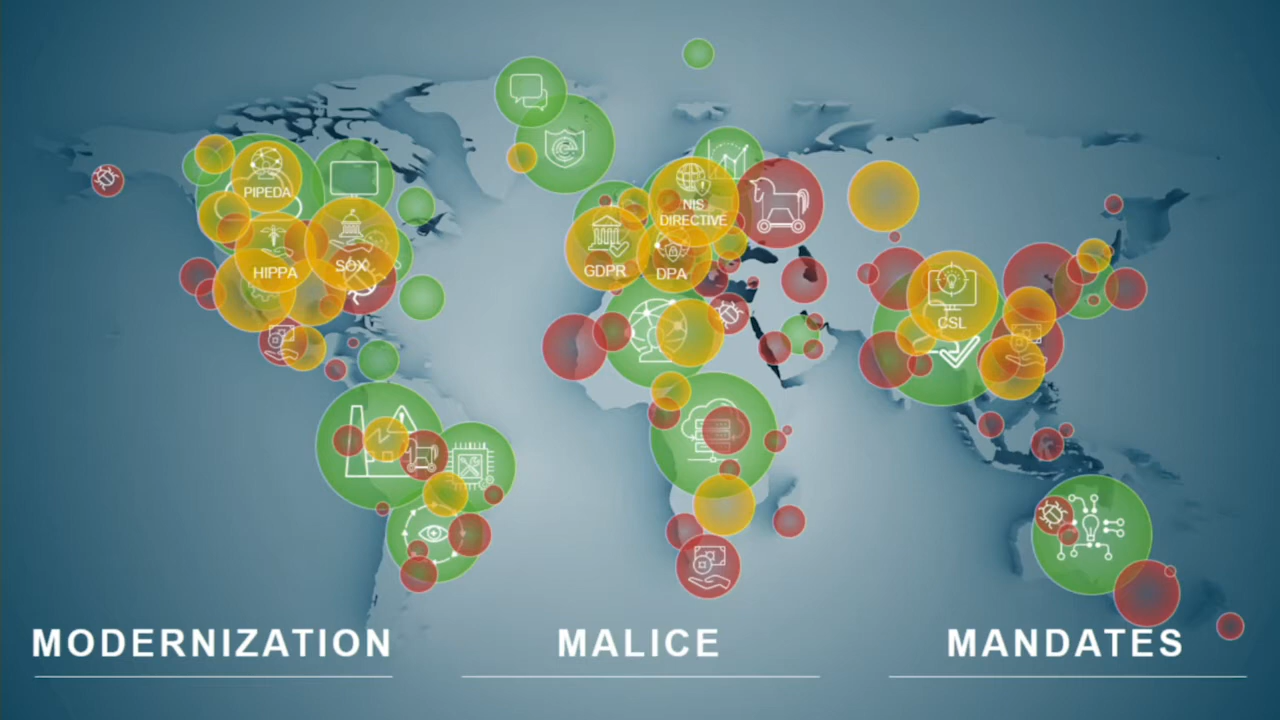 PIPEDA
HIPPA
SOX
NIS
DIRECTIVE
GDPR
DPA
CSL
MODERNIZATION
MALICE
MANDATES